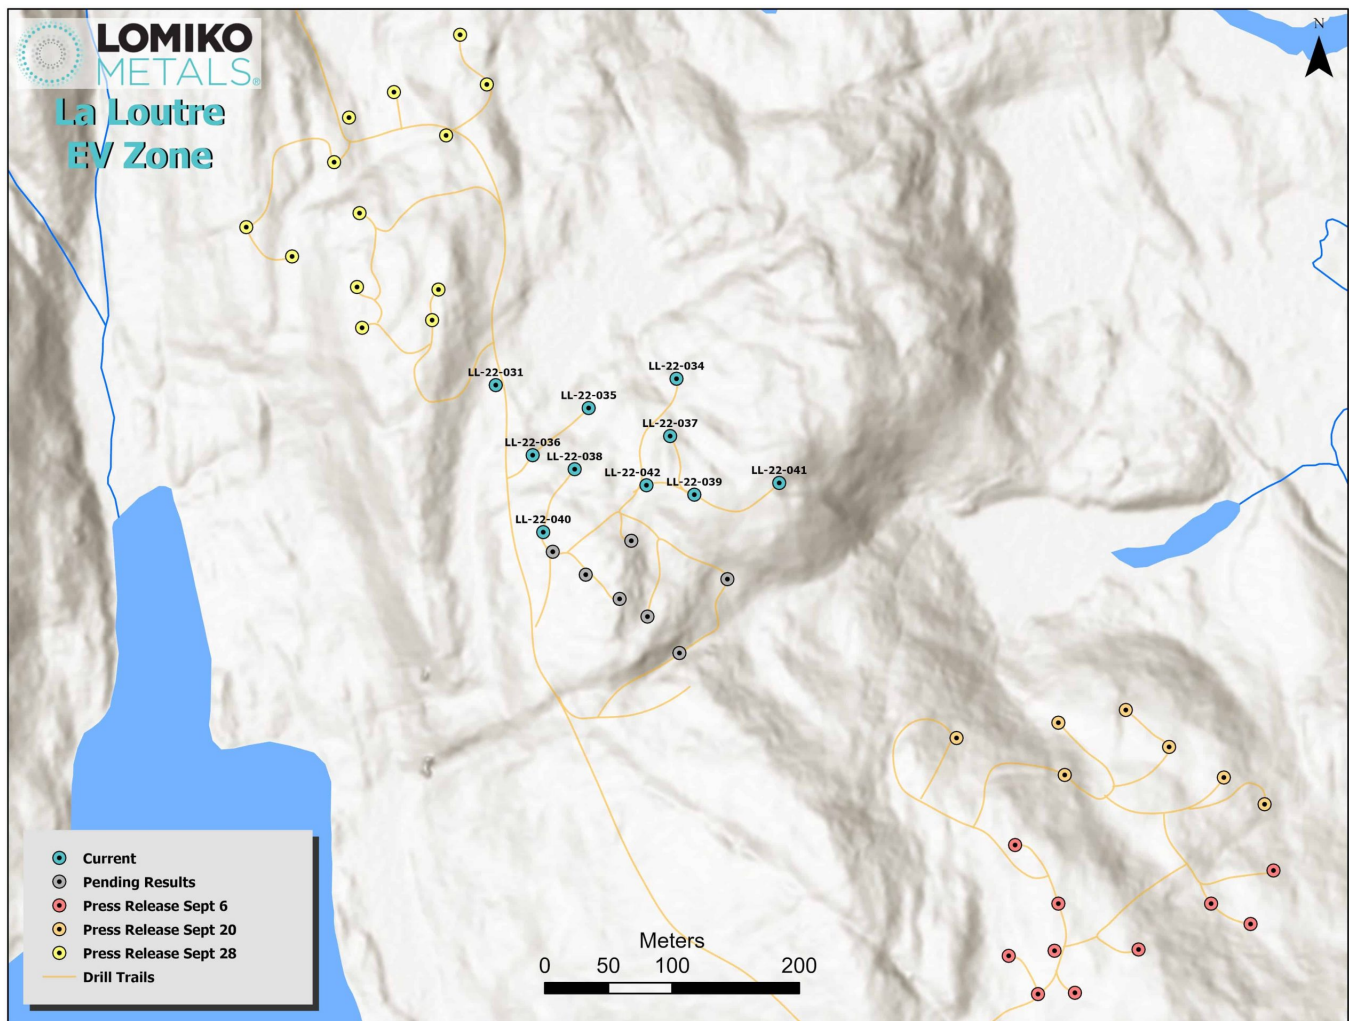 LOMIKO
METALS®
La Loutre
EV Zone
N
LL-22-034
LL-22-031
LL-22-035
LL-22-037
LL-22-036
LL-22-038
LL-22-042
LL-22-041
LL-22-039
LL-22-040
Current
Pending Results
Press Release Sept 6
Press Release Sept 20
Press Release Sept 28
Drill Trails
Meters
0 50 100 200